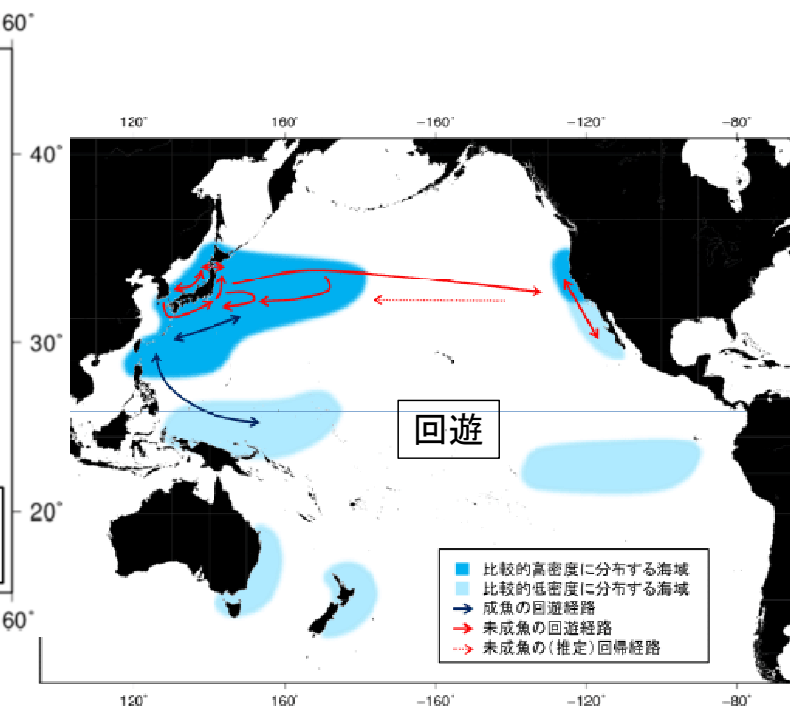 60°
120°
160°
-160°
-120°
-80°
40°
30°
回遊
20°
比較的高密度に分布する海域
比較的低密度に分布する海域
成魚の回遊経路
未成魚の回遊経路
未成魚の(推定)回帰経路
60°
120°
160°
-160°
-120°
-80°